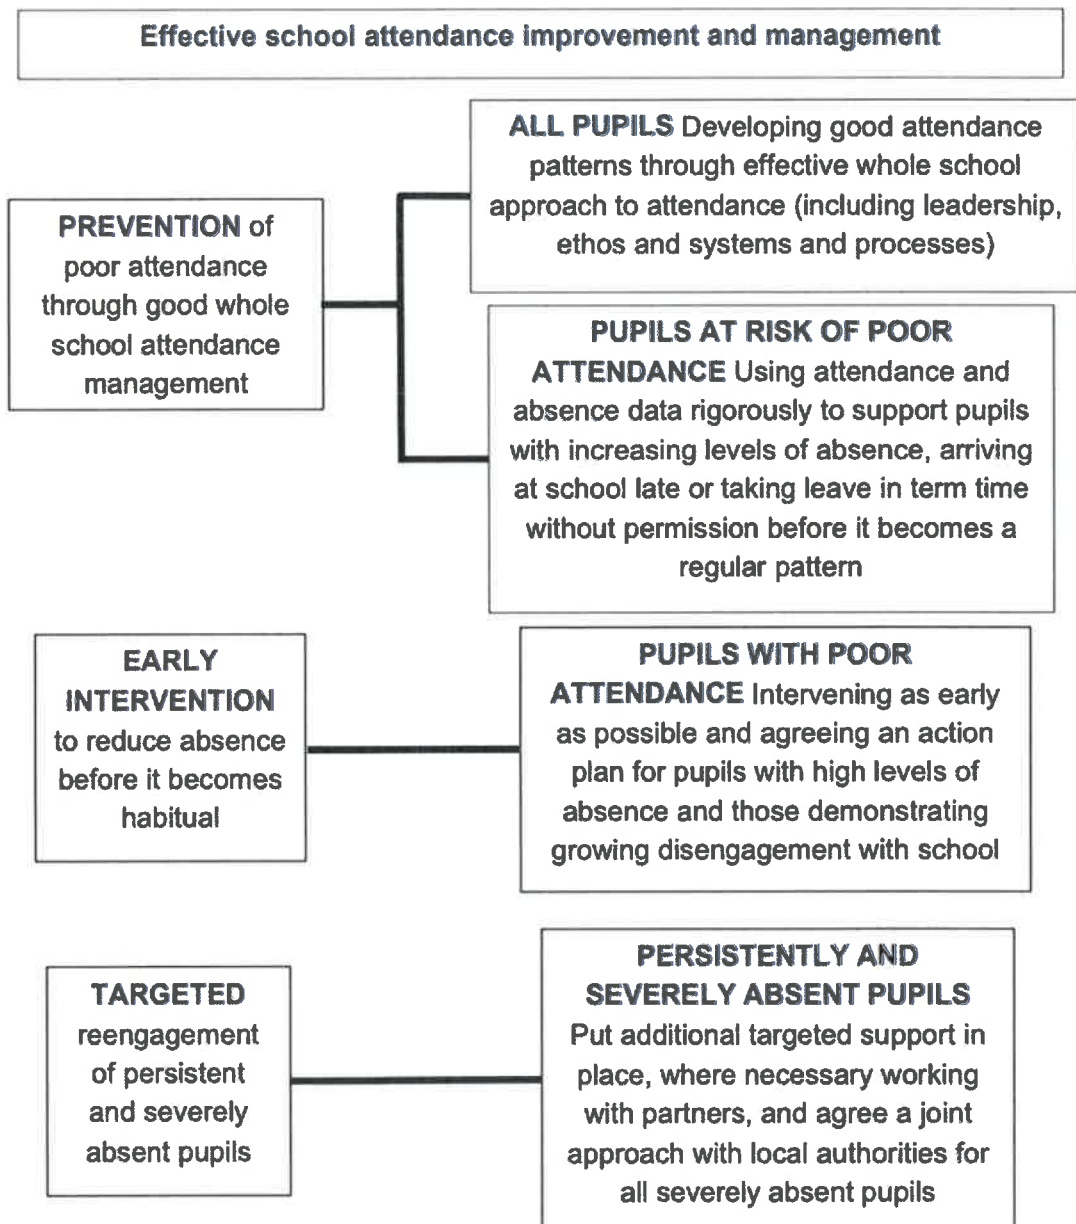 Effective school attendance improvement and management
ALL PUPILS Developing good attendance
patterns through effective whole school
approach to attendance (including leadership,
ethos and systems and processes)
PREVENTION of
poor attendance
through good whole
school attendance
management
PUPILS AT RISK OF POOR
ATTENDANCE Using attendance and
absence data rigorously to support pupils
with increasing levels of absence, arriving
at school late or taking leave in term time
without permission before it becomes a
regular pattern
EARLY
INTERVENTION
to reduce absence
before it becomes
habitual
PUPILS WITH POOR
ATTENDANCE Intervening as early
as possible and agreeing an action
plan for pupils with high levels of
absence and those demonstrating
growing disengagement with school
TARGETED
reengagement
of persistent
and severely
absent pupils
PERSISTENTLY AND
SEVERELY ABSENT PUPILS
Put additional targeted support in
place, where necessary working
with partners, and agree a joint
approach with local authorities for
all severely absent pupils